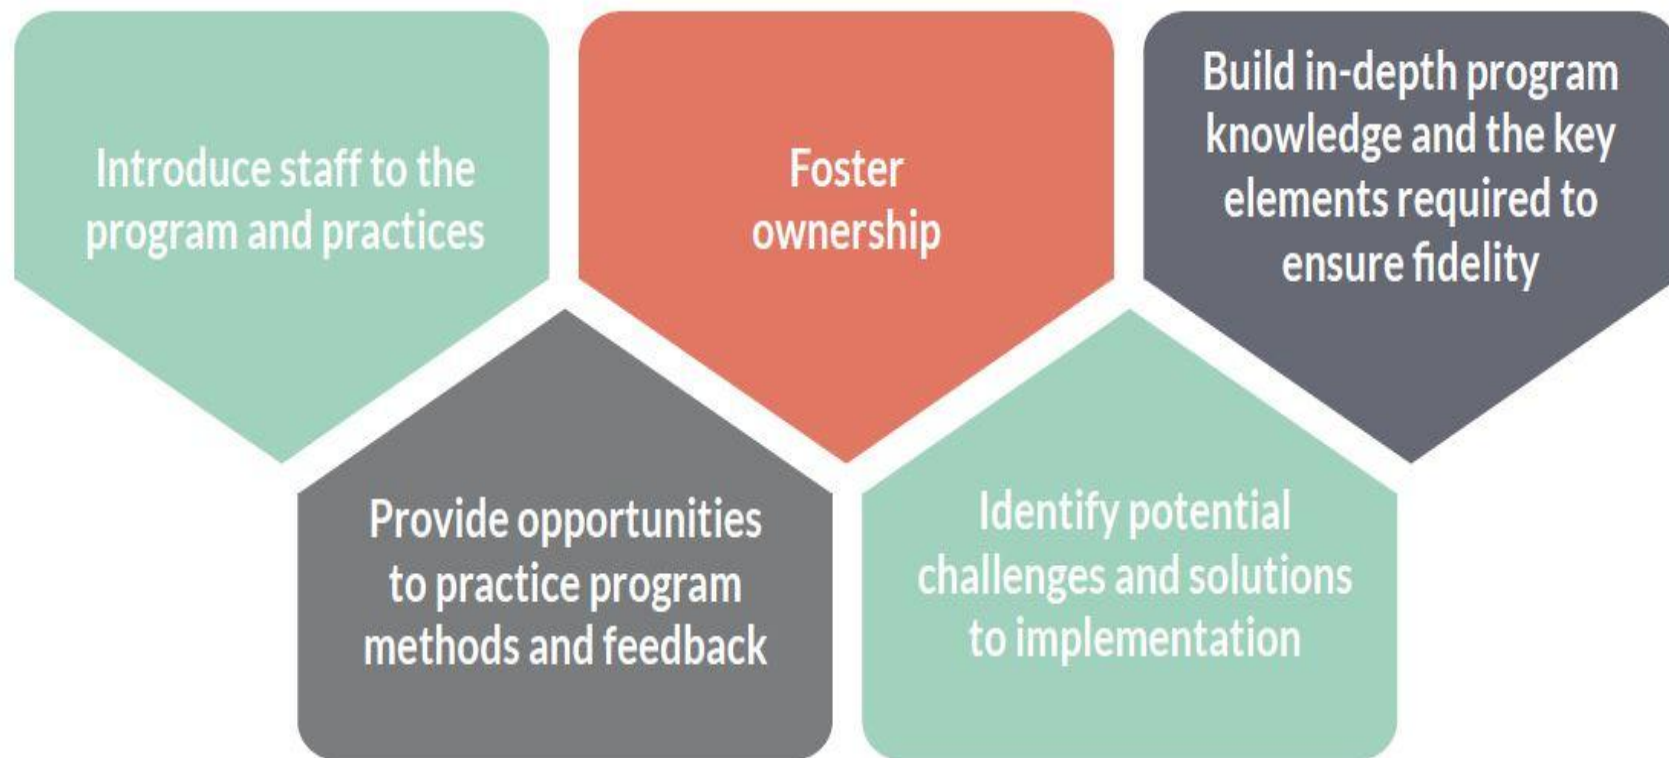 Introduce staff to the
program and practices
Foster
ownership
Build in-depth program
knowledge and the key
elements required to
ensure fidelity
Provide opportunities
to practice program
methods and feedback
Identify potential
challenges and solutions
to implementation